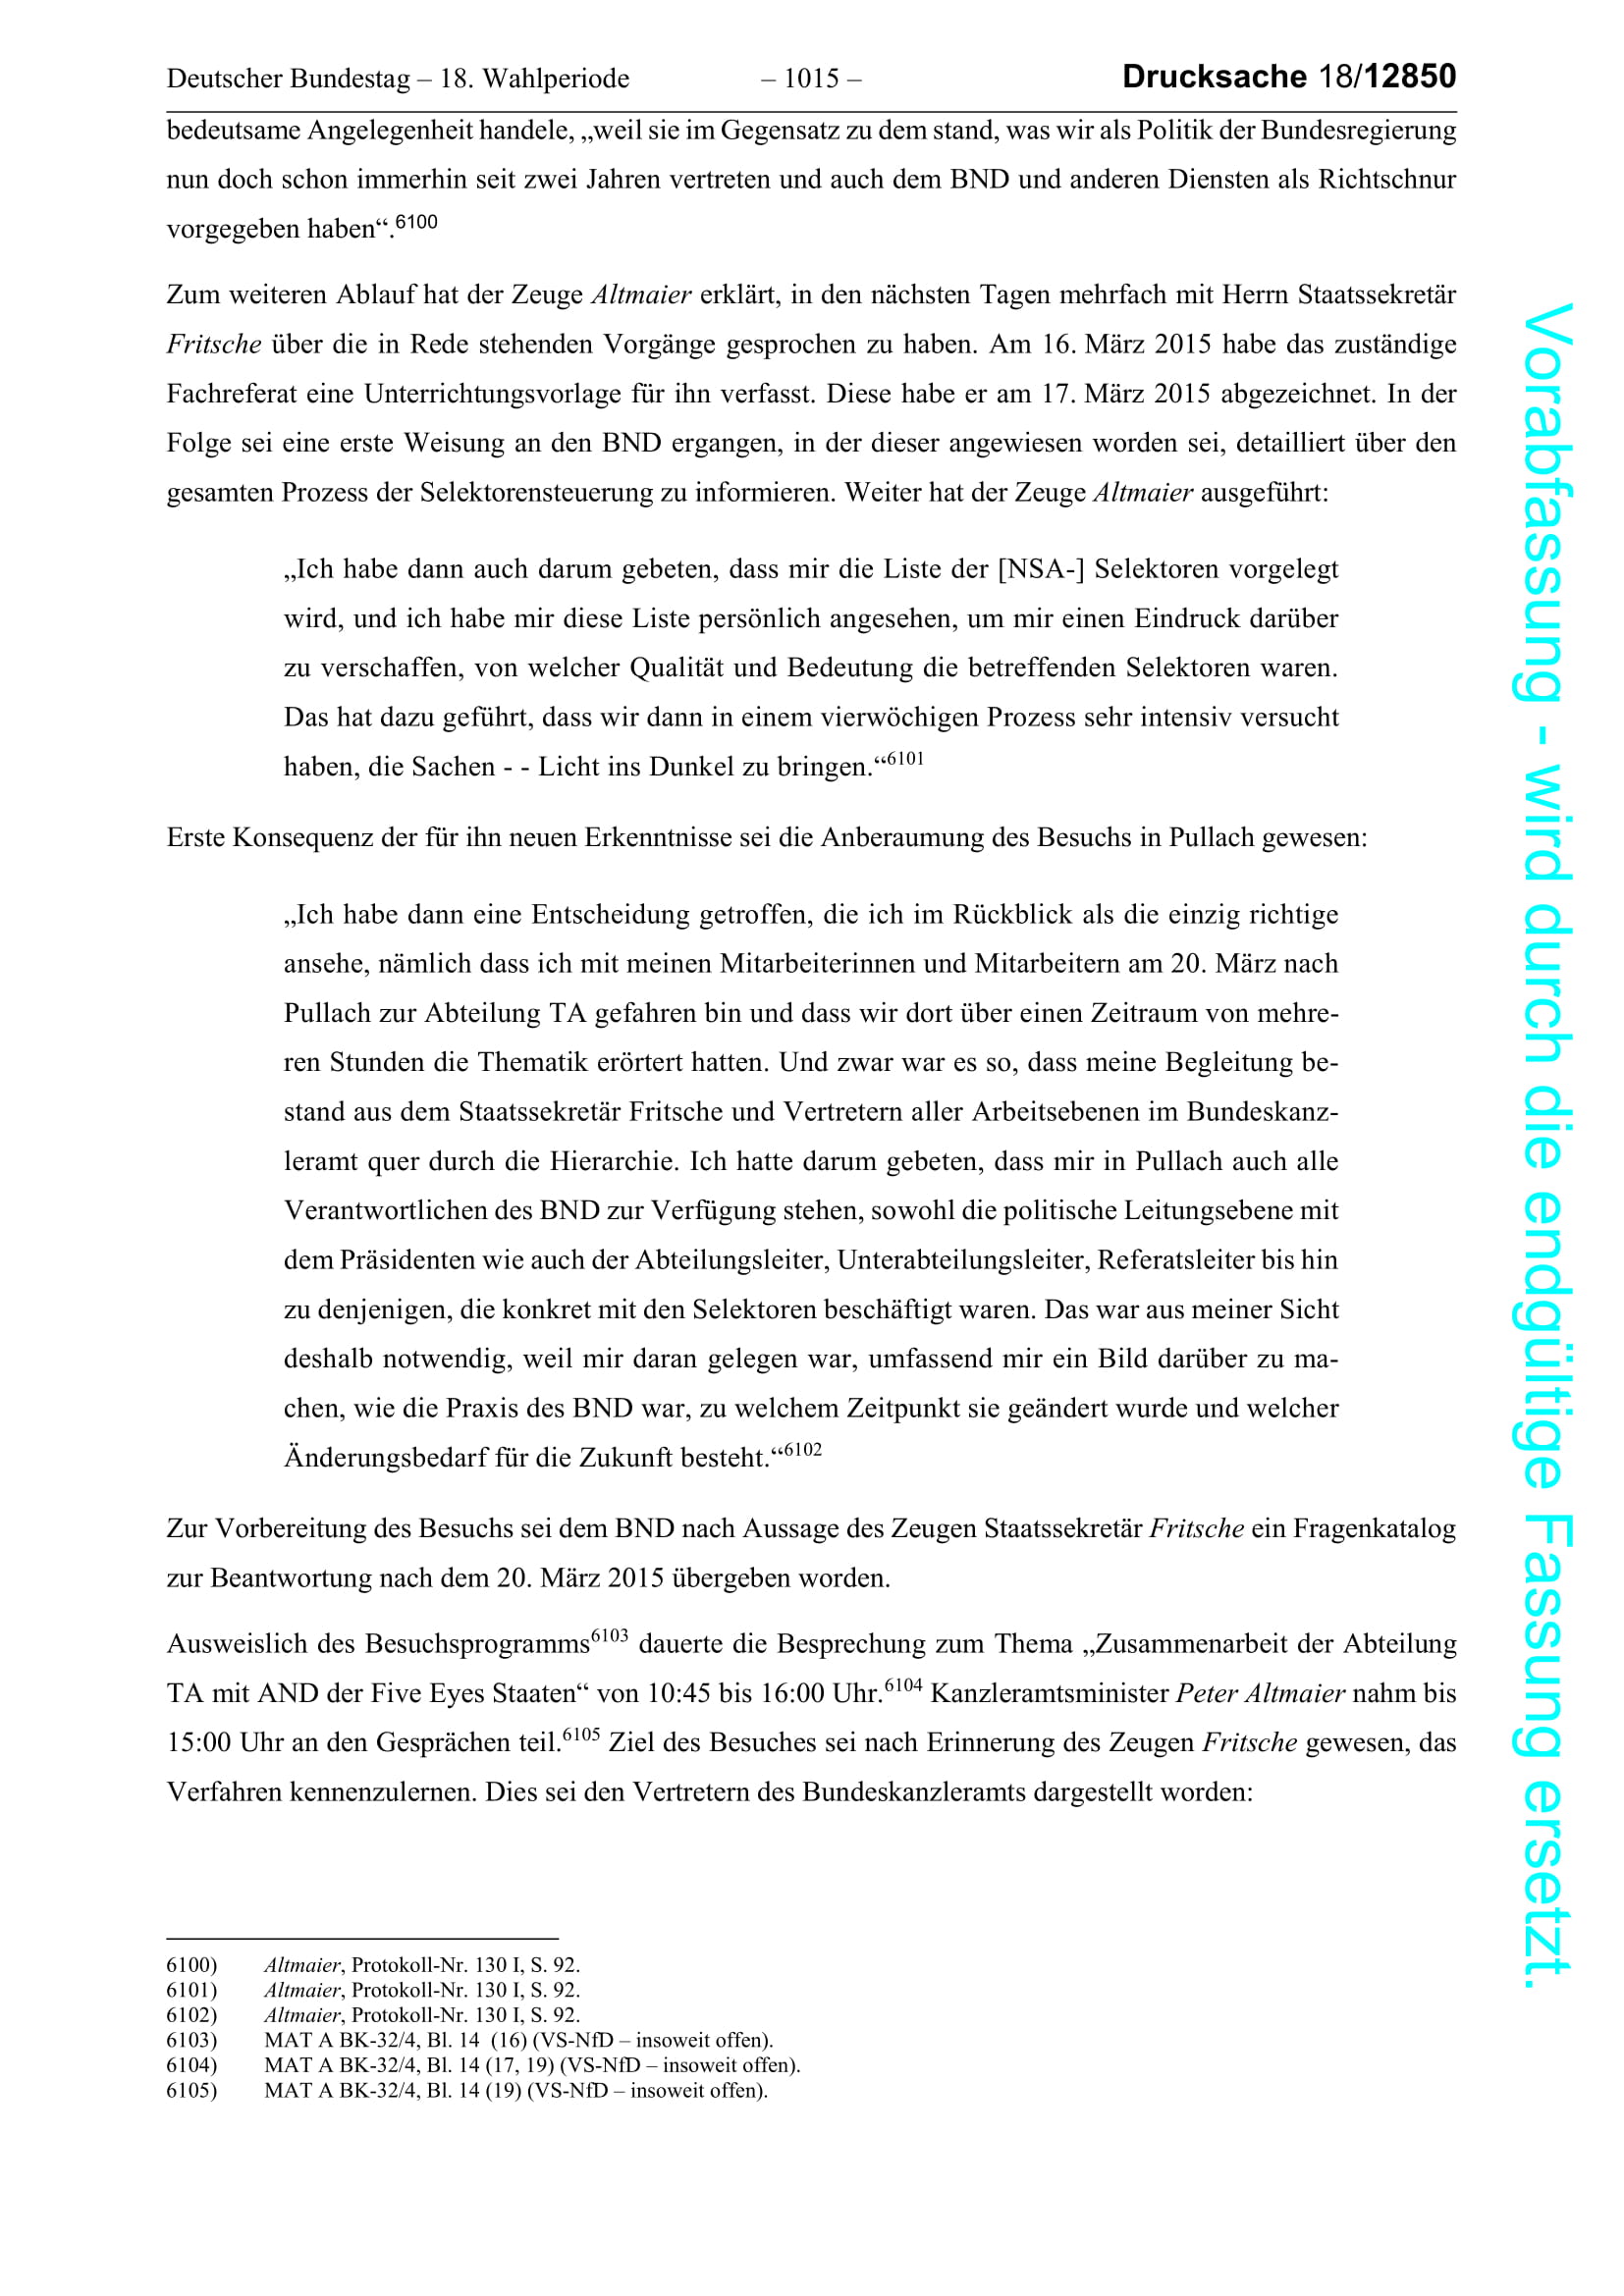 Deutscher Bundestag – 18. Wahlperiode – 1015 – Drucksache 18/12850
bedeutsame Angelegenheit handele, „weil sie im Gegensatz zu dem stand, was wir als Politik der Bundesregierung
nun doch schon immerhin seit zwei Jahren vertreten und auch dem BND und anderen Diensten als Richtschnur
vorgegeben haben“.6100
Zum weiteren Ablauf hat der Zeuge Altmaier erklärt, in den nächsten Tagen mehrfach mit Herrn Staatssekretär
Fritsche über die in Rede stehenden Vorgänge gesprochen zu haben. Am 16. März 2015 habe das zuständige
Fachreferat eine Unterrichtungsvorlage für ihn verfasst. Diese habe er am 17. März 2015 abgezeichnet. In der
Folge sei eine erste Weisung an den BND ergangen, in der dieser angewiesen worden sei, detailliert über den
gesamten Prozess der Selektorensteuerung zu informieren. Weiter hat der Zeuge Altmaier ausgeführt:
„Ich habe dann auch darum gebeten, dass mir die Liste der [NSA-] Selektoren vorgelegt
wird, und ich habe mir diese Liste persönlich angesehen, um mir einen Eindruck darüber
zu verschaffen, von welcher Qualität und Bedeutung die betreffenden Selektoren waren.
Das hat dazu geführt, dass wir dann in einem vierwöchigen Prozess sehr intensiv versucht
haben, die Sachen - - Licht ins Dunkel zu bringen.“6101
Erste Konsequenz der für ihn neuen Erkenntnisse sei die Anberaumung des Besuchs in Pullach gewesen:
„Ich habe dann eine Entscheidung getroffen, die ich im Rückblick als die einzig richtige
ansehe, nämlich dass ich mit meinen Mitarbeiterinnen und Mitarbeitern am 20. März nach
Pullach zur Abteilung TA gefahren bin und dass wir dort über einen Zeitraum von mehre-
ren Stunden die Thematik erörtert hatten. Und zwar war es so, dass meine Begleitung be-
stand aus dem Staatssekretär Fritsche und Vertretern aller Arbeitsebenen im Bundeskanz-
leramt quer durch die Hierarchie. Ich hatte darum gebeten, dass mir in Pullach auch alle
Verantwortlichen des BND zur Verfügung stehen, sowohl die politische Leitungsebene mit
dem Präsidenten wie auch der Abteilungsleiter, Unterabteilungsleiter, Referatsleiter bis hin
zu denjenigen, die konkret mit den Selektoren beschäftigt waren. Das war aus meiner Sicht
deshalb notwendig, weil mir daran gelegen war, umfassend mir ein Bild darüber zu ma-
chen, wie die Praxis des BND war, zu welchem Zeitpunkt sie geändert wurde und welcher
Änderungsbedarf für die Zukunft besteht.“6102
Zur Vorbereitung des Besuchs sei dem BND nach Aussage des Zeugen Staatssekretär Fritsche ein Fragenkatalog
zur Beantwortung nach dem 20. März 2015 übergeben worden.
Ausweislich des Besuchsprogramms6103 dauerte die Besprechung zum Thema „Zusammenarbeit der Abteilung
TA mit AND der Five Eyes Staaten“ von 10:45 bis 16:00 Uhr.6104 Kanzleramtsminister Peter Altmaier nahm bis
15:00 Uhr an den Gesprächen teil.6105 Ziel des Besuches sei nach Erinnerung des Zeugen Fritsche gewesen, das
Verfahren kennenzulernen. Dies sei den Vertretern des Bundeskanzleramts dargestellt worden:
6100) Altmaier, Protokoll-Nr. 130 I, S. 92.
6101) Altmaier, Protokoll-Nr. 130 I, S. 92.
6102) Altmaier, Protokoll-Nr. 130 I, S. 92.
6103) MAT A BK-32/4, Bl. 14 (16) (VS-NfD – insoweit offen).
6104) MAT A BK-32/4, Bl. 14 (17, 19) (VS-NfD – insoweit offen).
6105) MAT A BK-32/4, Bl. 14 (19) (VS-NfD – insoweit offen).
Vorabfassung - wird durch die endgültige Fassung ersetzt.